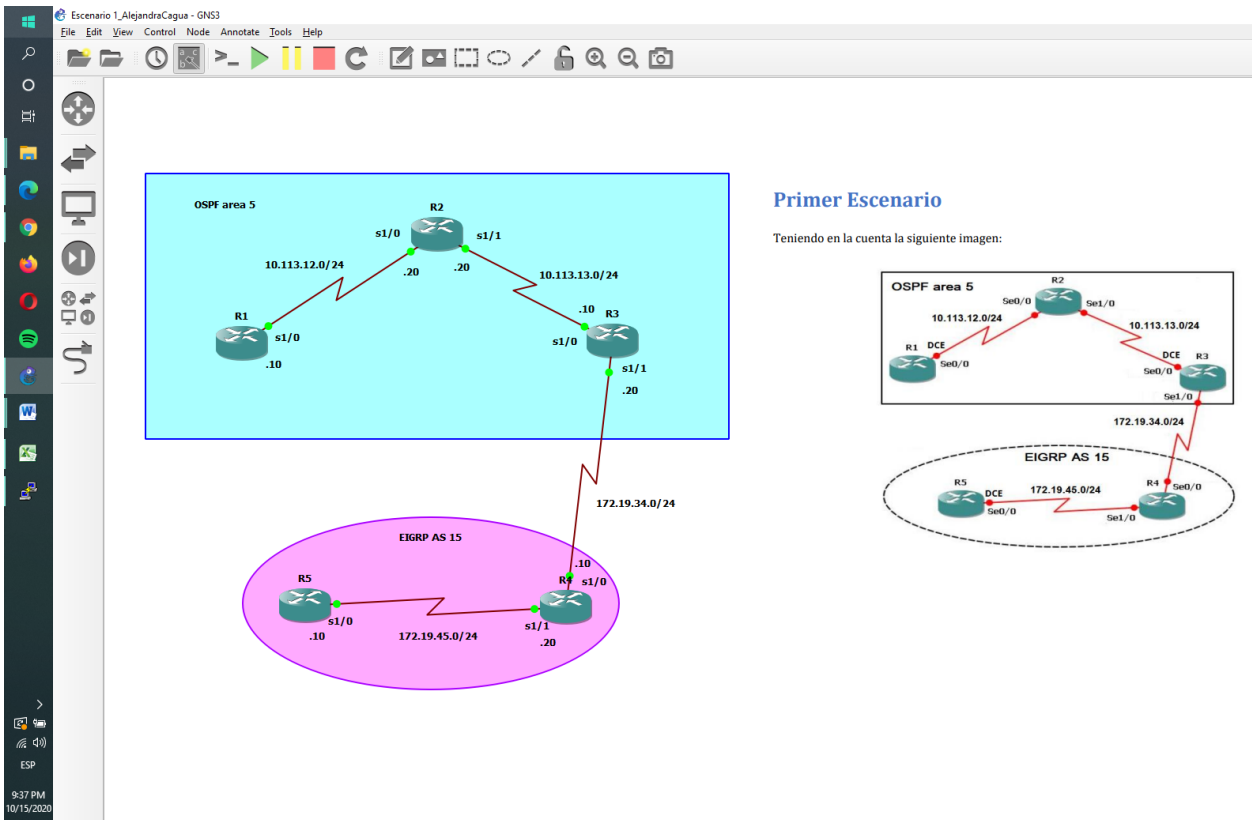 Escenario 1_AlejandraCagua - GNS3
File Edit View Control Node Annotate Tools Help
OSPF area 5
R2
s1/0
s1/1
10.113.12.0/24
.20
.20
10.113.13.0/24
R1
s1/0
.10
.10
R3
s1/0
s1/1
.20
172.19.34.0/24
EIGRP AS 15
.10
R5
R4
s1/0
s1/0
s1/1
.10
172.19.45.0/24
.20
Primer Escenario
Teniendo en la cuenta la siguiente imagen:
OSPF area 5
R2
Se0/0
Se1/0
10.113.12.0/24
10.113.13.0/24
R1
DCE
Se0/0
DCE
R3
Se0/0
Se1/0
172.19.34.0/24
EIGRP AS 15
R5
DCE
172.19.45.0/24
R4
Se0/0
Se0/0
Se1/0
ESP
9:37 PM
10/15/2020